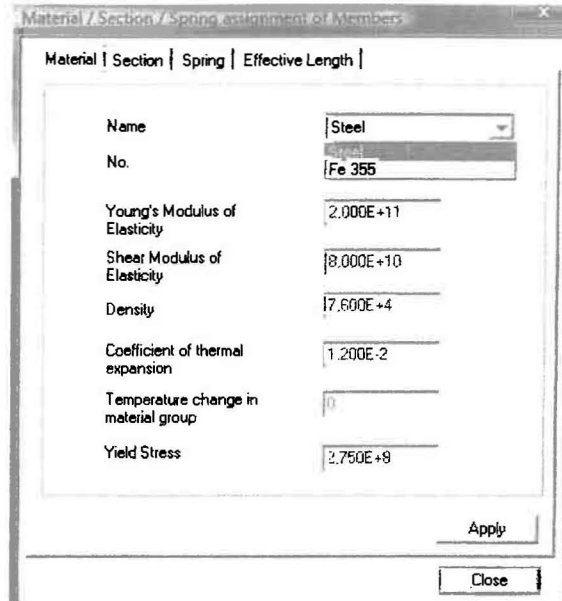 Material / Section / Spring assignment of Members
X
Material | Section | Spring | Effective Length |
Name
Steel
No.
Steel
Fe 355
Young's Modulus of
Elasticity
2.000E+11
Shear Modulus of
Elasticity
8.000E+10
Density
7.600E+4
Coefficient of thermal
expansion
1.200E-2
Temperature change in
material group
0
Yield Stress
2.750E+8
Apply
Close